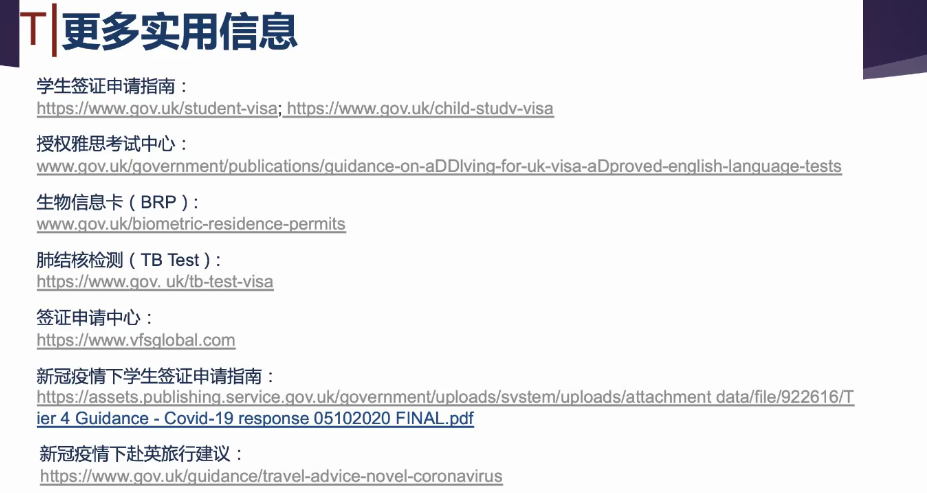 T|更多实用信息
学生签证申请指南：
https://www.gov.uk/student-visa; https://www.gov.uk/child-studv-visa
授权雅思考试中心：
www.gov.uk/government/publications/guidance-on-aDDlving-for-uk-visa-aDproved-english-language-tests
生物信息卡（BRP）:
www.gov.uk/biometric-residence-permits
肺结核检测（TB Test）:
https://www.gov. uk/tb-test-visa
签证申请中心：
https://www.vfsglobal.com
新冠疫情下学生签证申请指南：
https://assets.publishing.service.gov.uk/government/uploads/svstem/uploads/attachment data/file/922616/T
ier 4 Guidance - Covid-19 response 05102020 FINAL.pdf
新冠疫情下赴英旅行建议：
https://www.gov.uk/guidance/travel-advice-novel-coronavirus